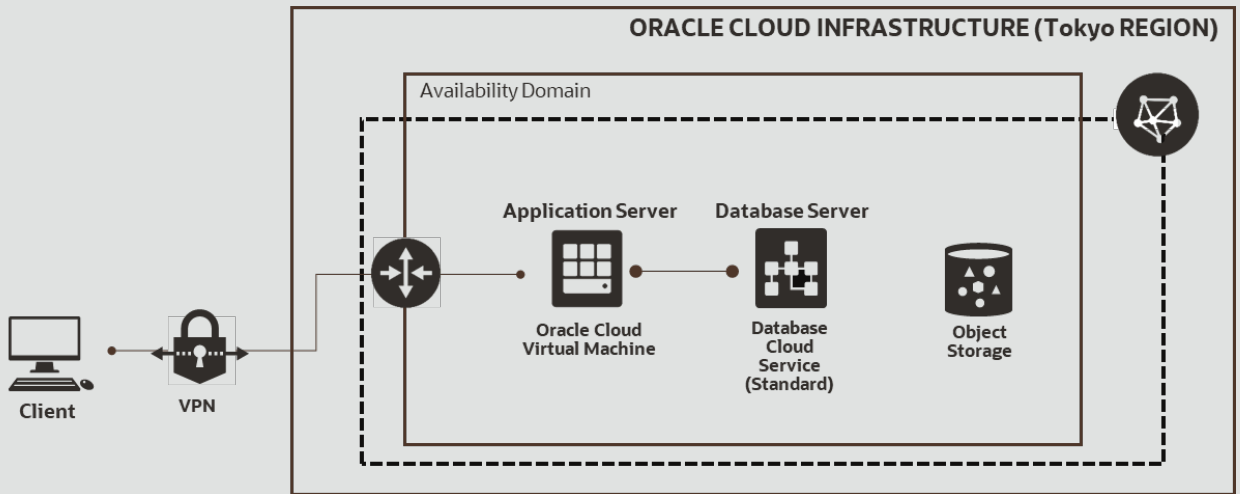 ORACLE CLOUD INFRASTRUCTURE (Tokyo REGION)
Availability Domain
Application Server
Database Server
Oracle Cloud
Virtual Machine
Database
Cloud
Service
(Standard)
Object
Storage
Client
VPN